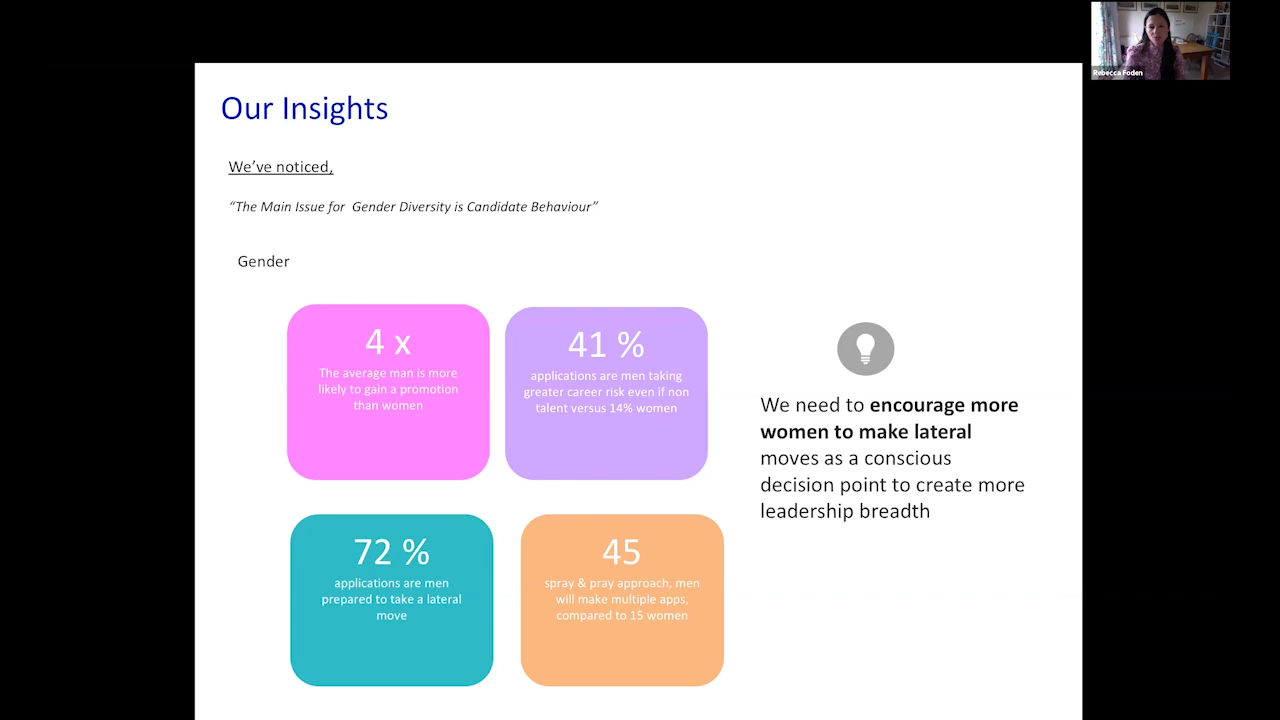 Rebecca Foden
Our Insights
We've noticed,
“The Main Issue for  Gender Diversity is Candidate Behaviour”
Gender
4 x
The average man is more
likely to gain a promotion
than women
41 %
applications are men taking
greater career risk even if non
talent versus 14% women
72 %
applications are men
prepared to take a lateral
move
45
spray & pray approach, men
will make multiple apps,
compared to 15 women
We need to encourage more
women to make lateral
moves as a conscious
decision point to create more
leadership breadth